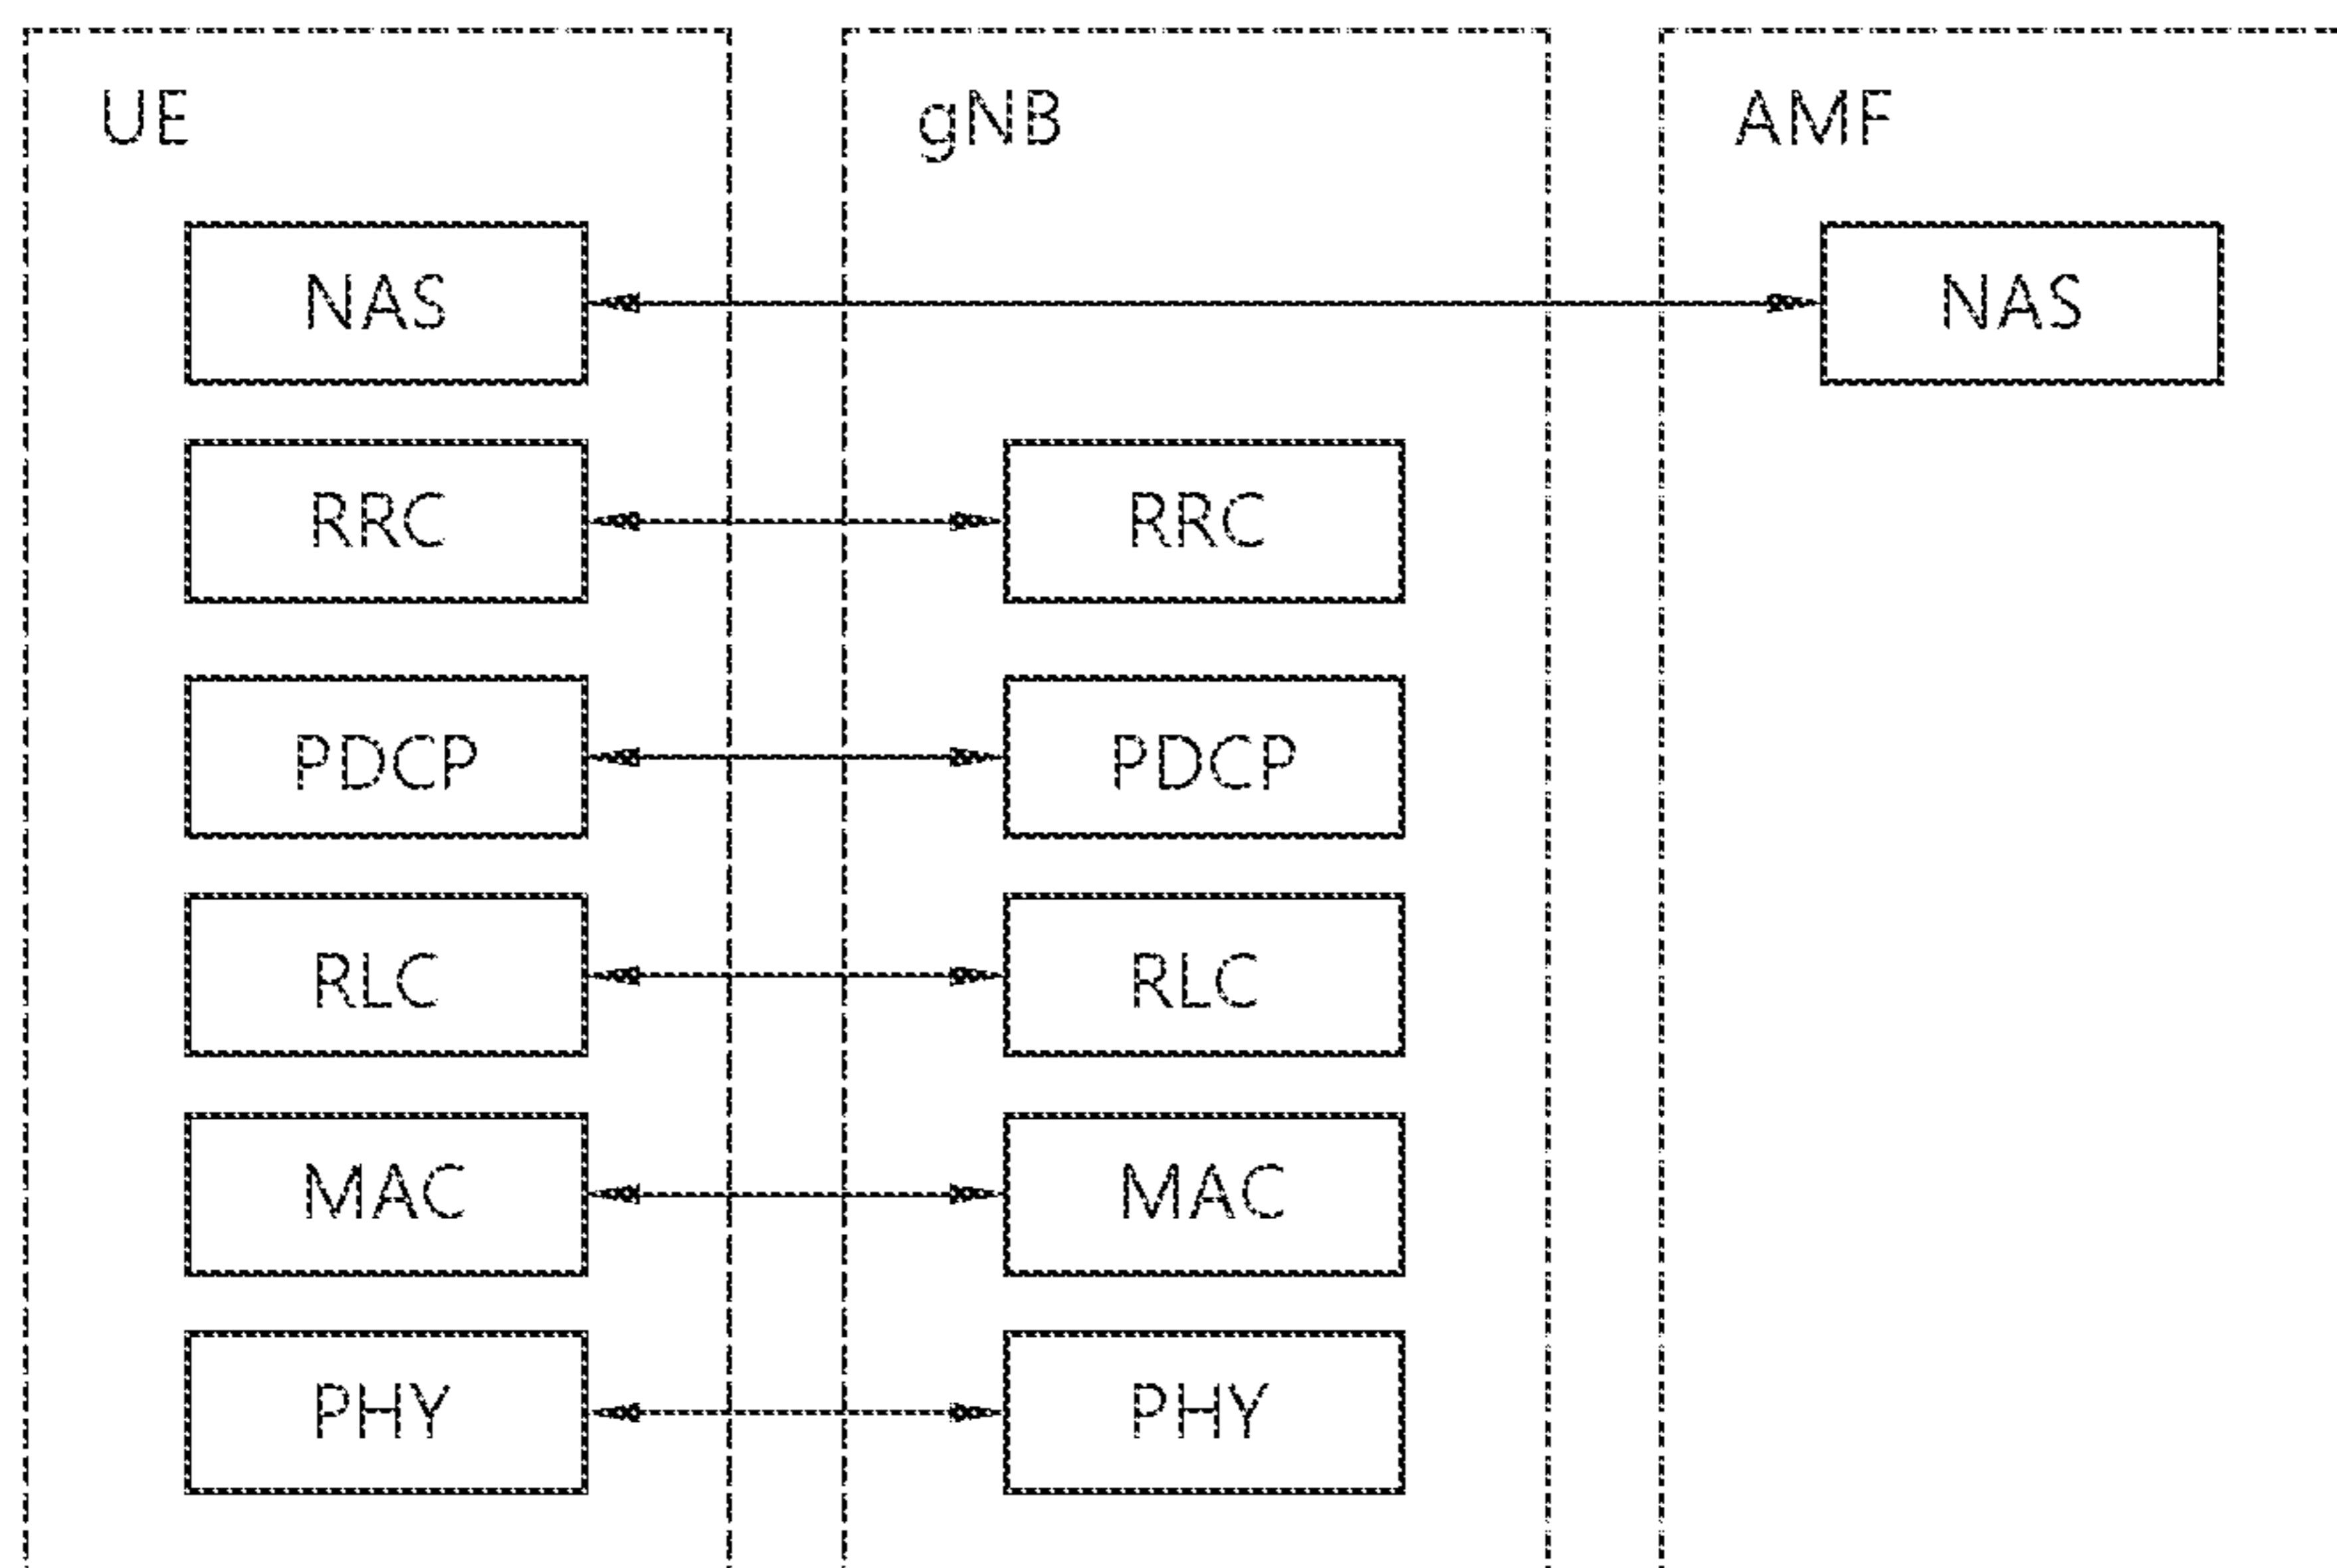 UE gNB AMF
NAS NAS
RRC RRC
PDCP PDCP
RLC RLC
MAC MAC
PHY PHY